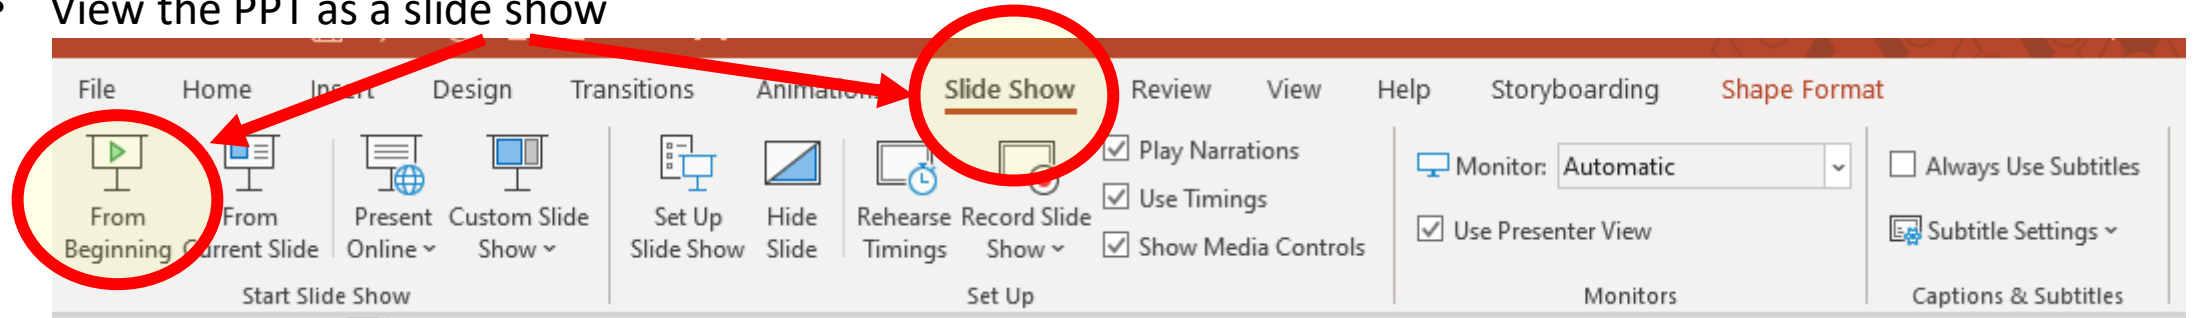 • View the PPT as a slide show
File Home Insert Design Transitions Animations Slide Show Review View Help Storyboarding Shape Format
From Beginning
From Current Slide
Present Online
Custom Slide Show
Set Up Slide Show
Hide Slide
Rehearse Timings
Record Slide Show
Play Narrations
Use Timings
Show Media Controls
Monitor: Automatic
Use Presenter View
Always Use Subtitles
Subtitle Settings
Start Slide Show
Set Up
Monitors
Captions & Subtitles